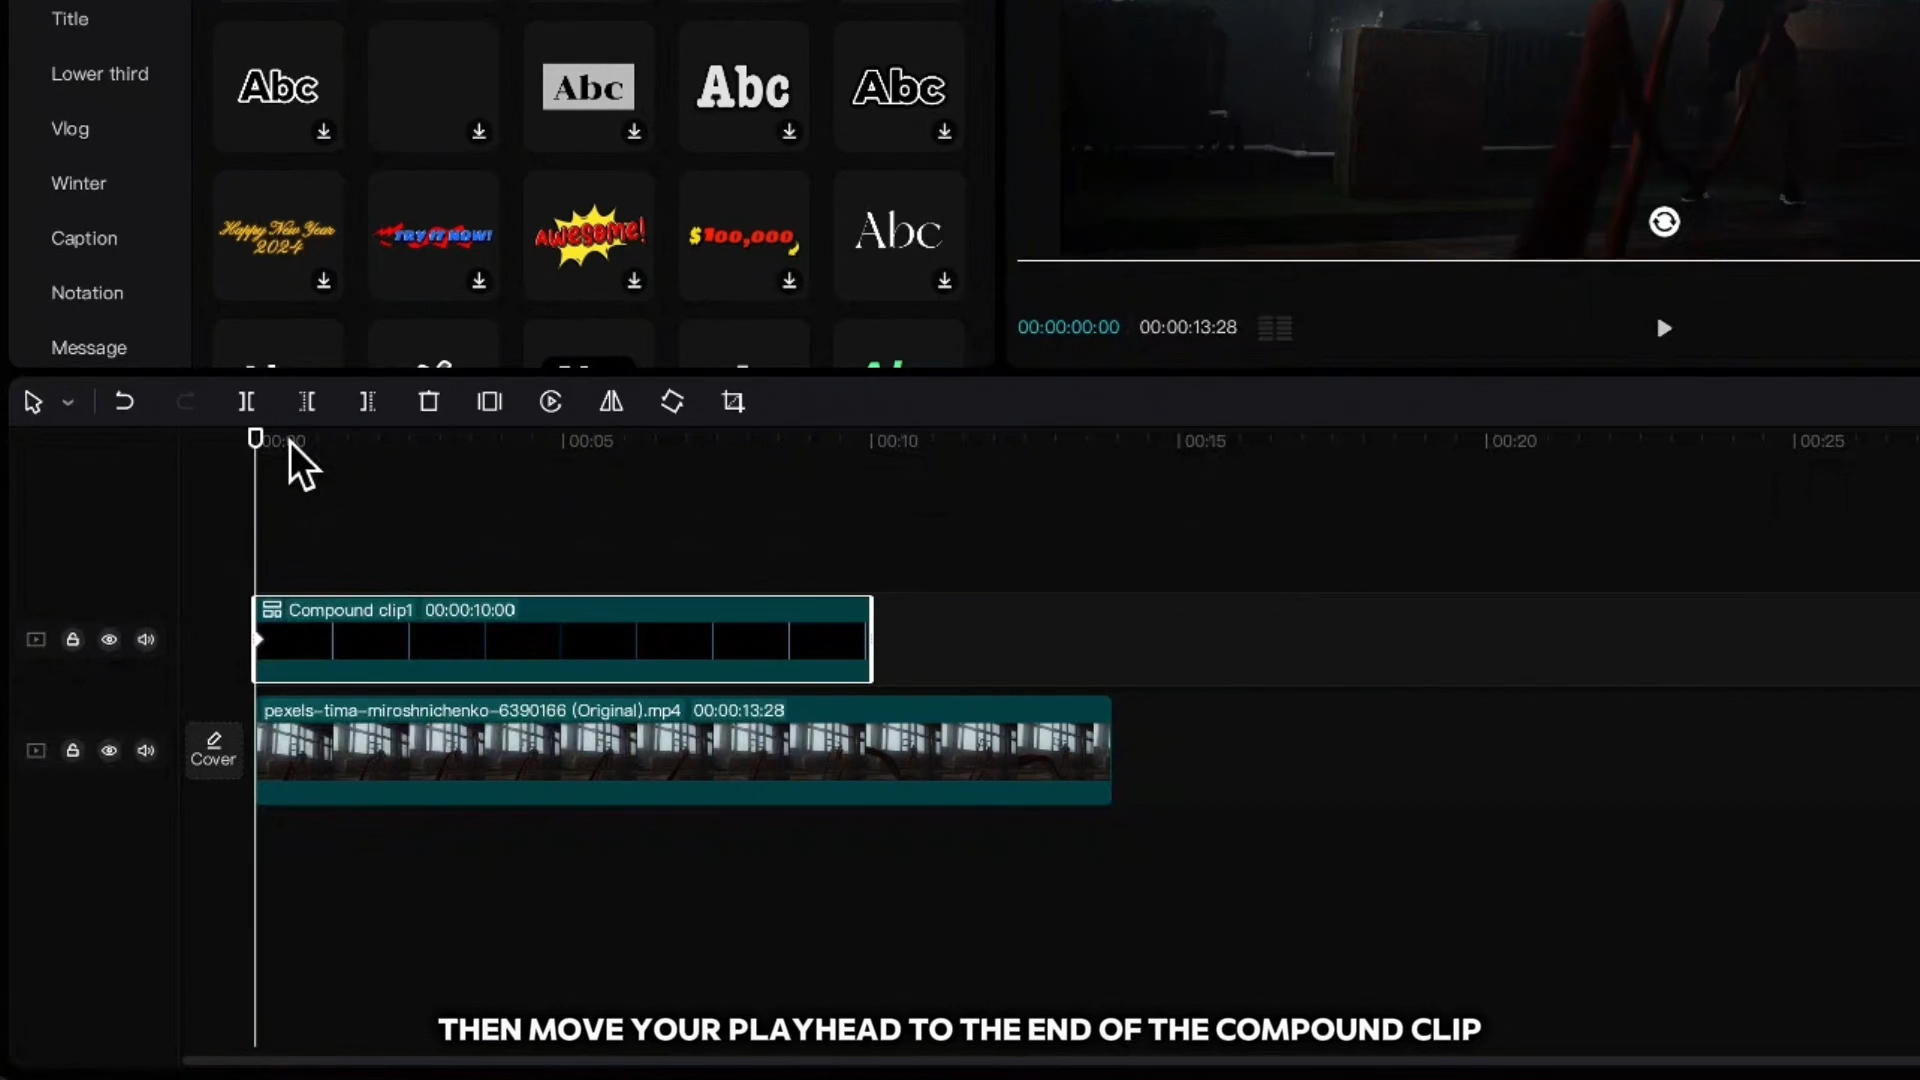 Title
Lower third
Vlog
Winter
Caption
Notation
Message
Abc
Abc
Abc
Abc
Happy New Year
2024
TRY IT NOW!
AWESOME!
$100,000
Abc
00:00:00:00 00:00:13:28
00:00 00:05 00:10 00:15 00:20 00:25
Compound clip1 00:00:10:00
pexels-tima-miroshnichenko-6390166 (Original).mp4 00:00:13:28
Cover
THEN MOVE YOUR PLAYHEAD TO THE END OF THE COMPOUND CLIP